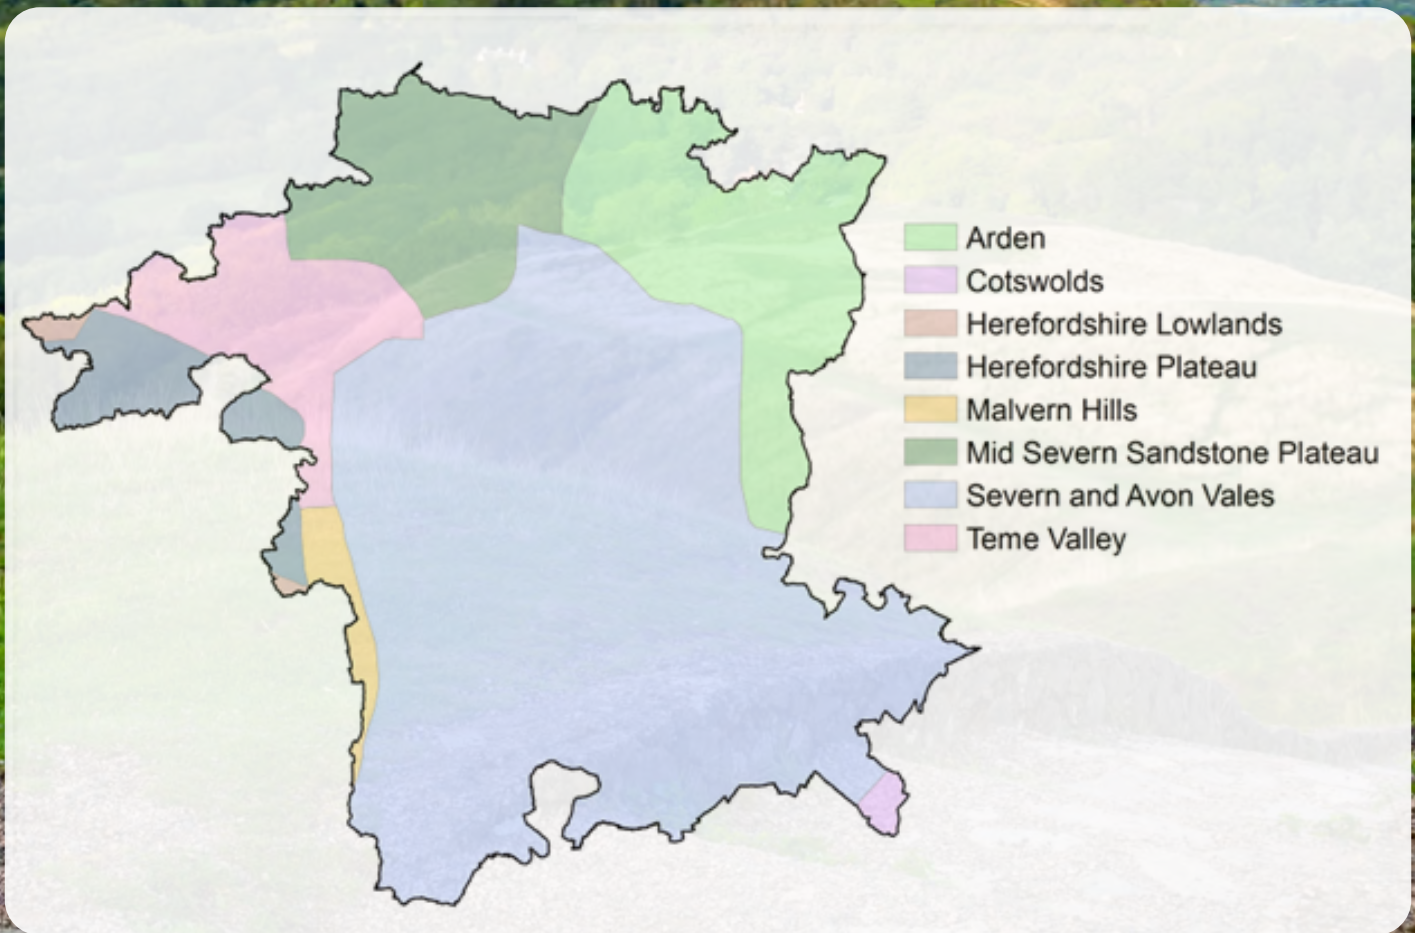 Arden
Cotswolds
Herefordshire Lowlands
Herefordshire Plateau
Malvern Hills
Mid Severn Sandstone Plateau
Severn and Avon Vales
Teme Valley